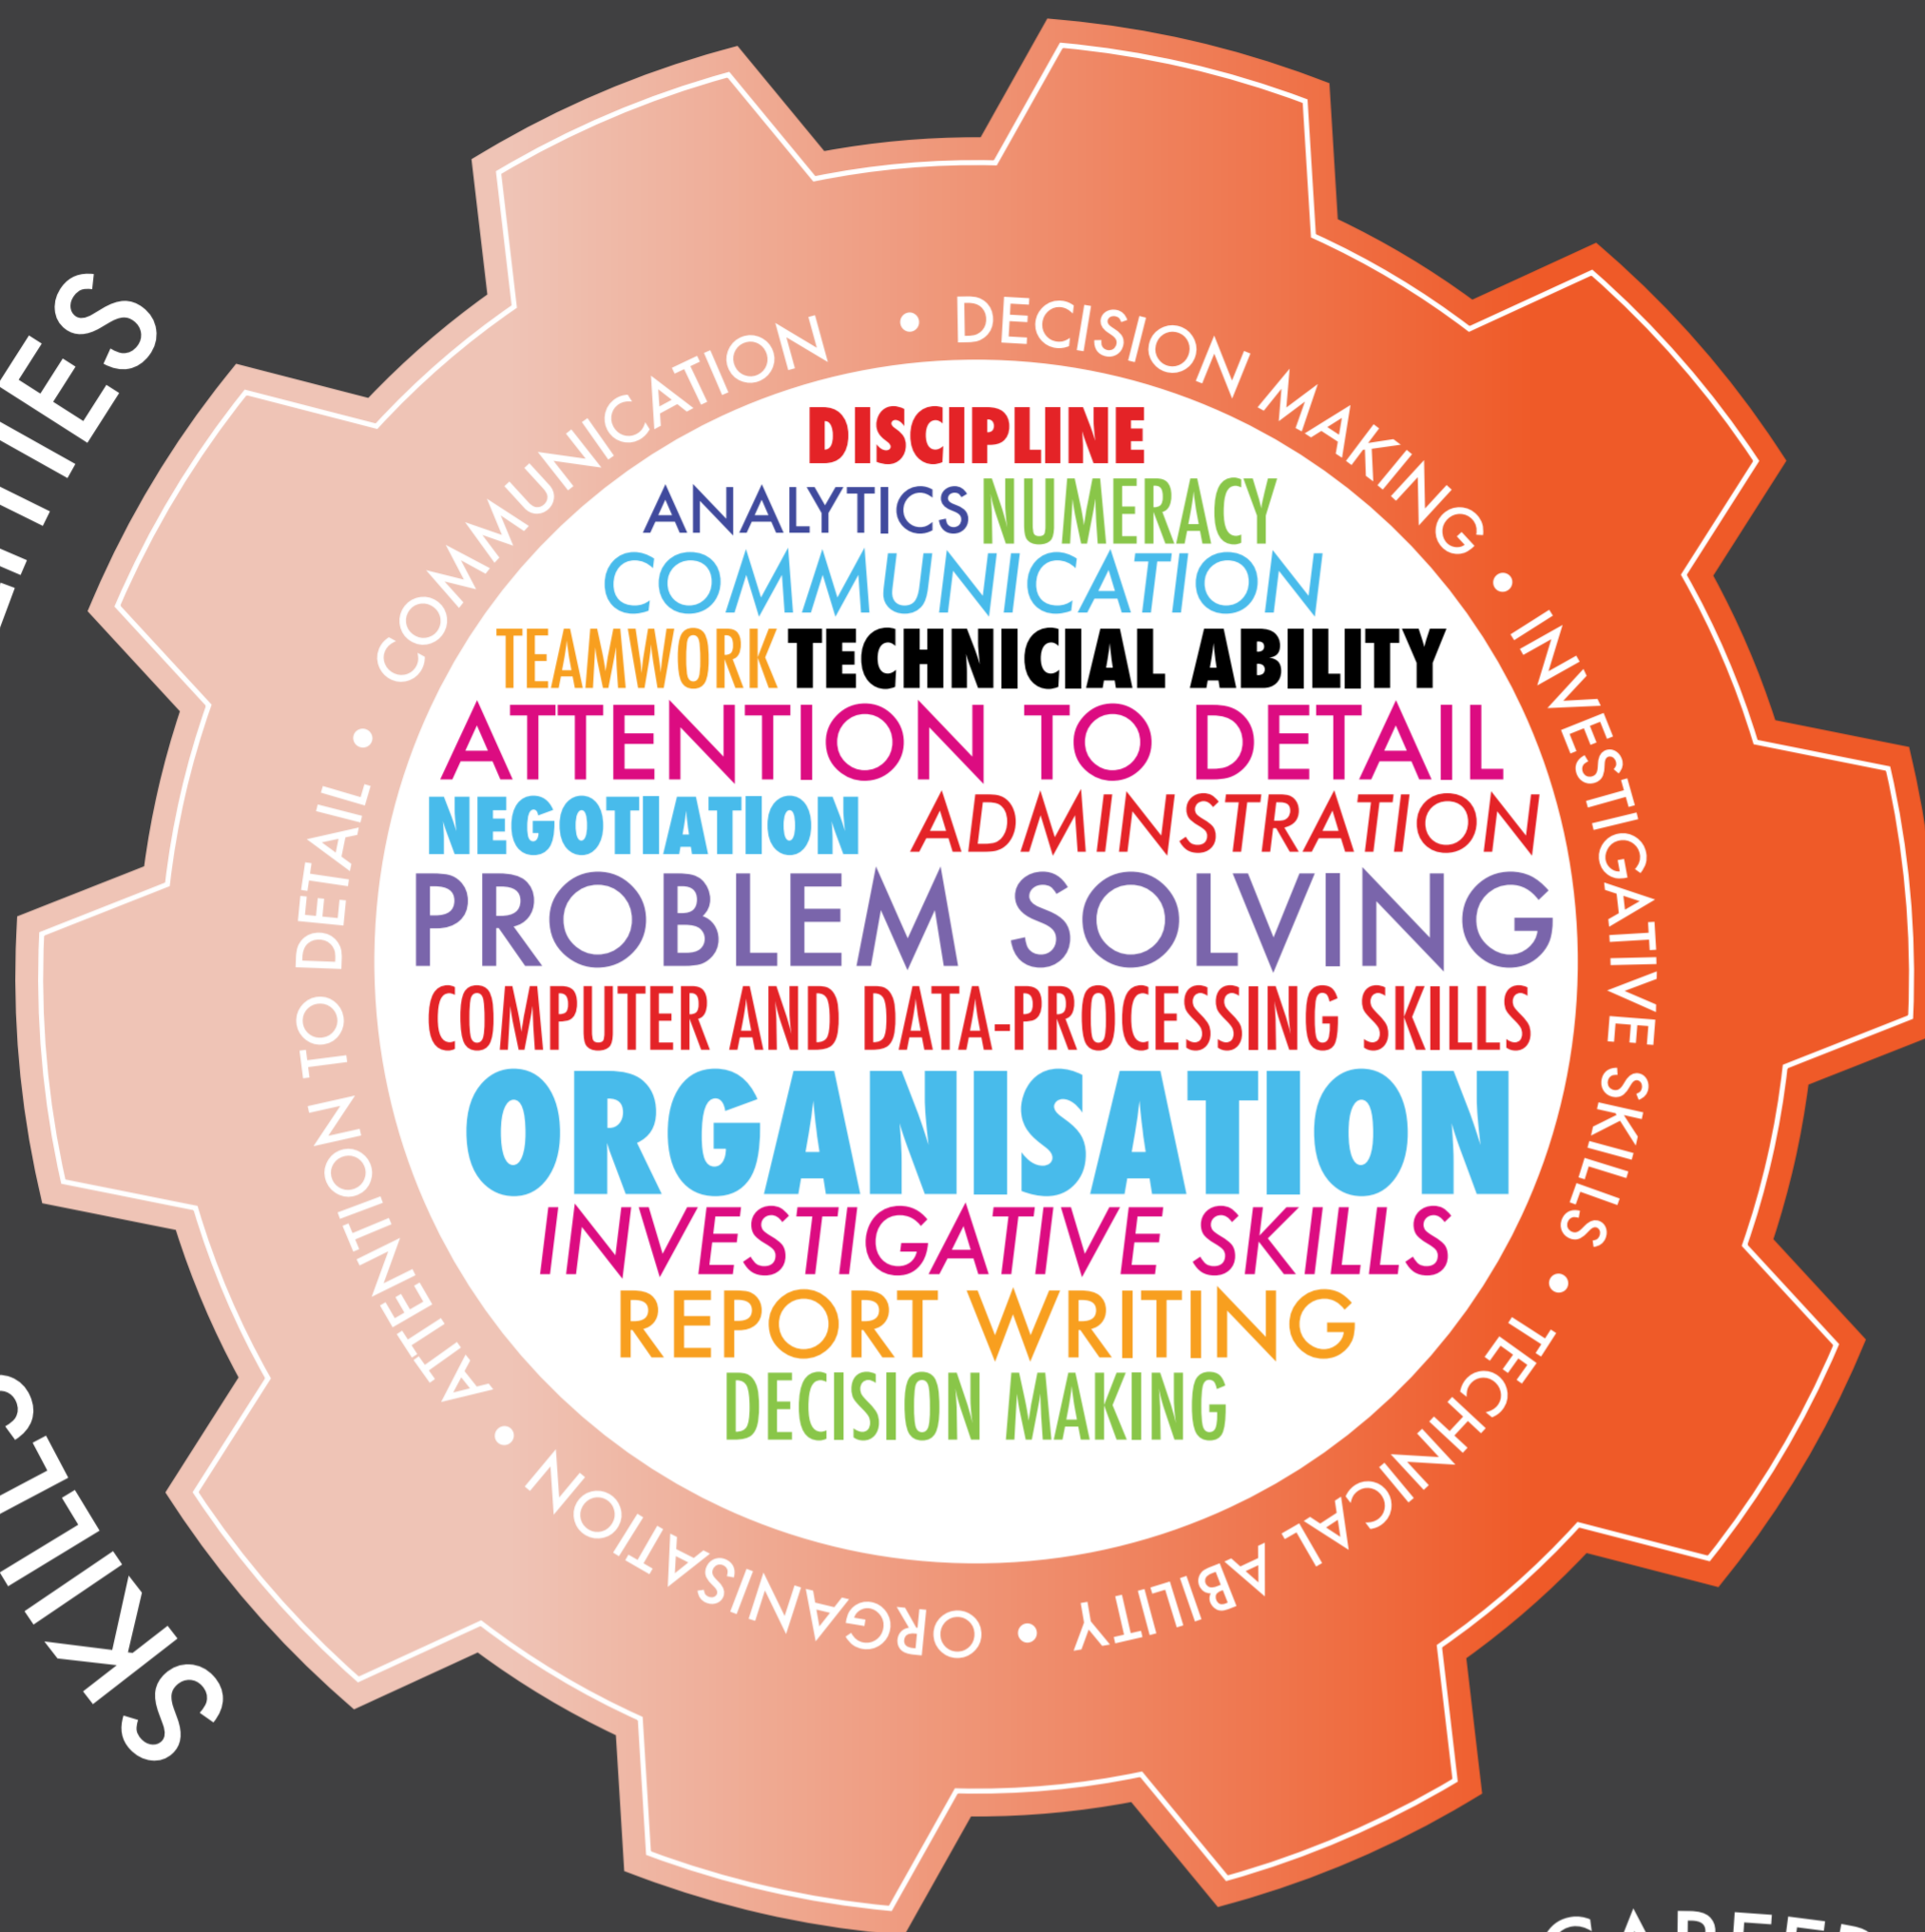 DISCIPLINE
ANALYTICS NUMERACY
COMMUNICATION
TEAMWORK TECHNICIAL ABILITY
ATTENTION TO DETAIL
NEGOTIATION ADMINSTRATION
PROBLEM SOLVING
COMPUTER AND DATA-PROCESSING SKILLS
ORGANISATION
INVESTIGATIVE SKILLS
REPORT WRITING
DECISION MAKING
COMMUNICATION • DECISION MAKING • INVESTIGATIVE SKILLS • TECHNICAL ABILITY • ORGANISATION • ATTENTION TO DETAIL •
SKILLS